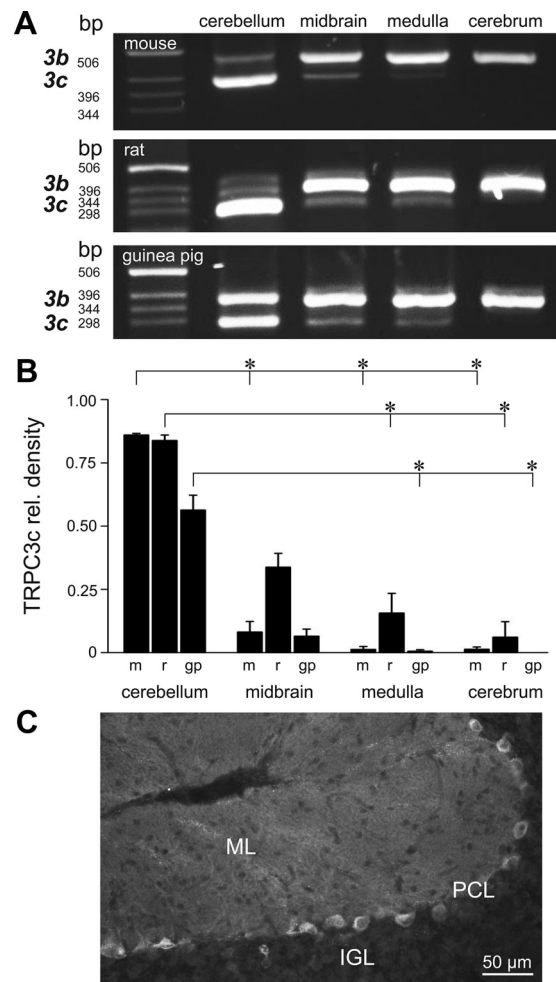 A
bp
cerebellum midbrain medulla cerebrum
mouse
3b
506
3c
396
344
bp
rat
506
3b
396
344
3c
298
bp
guinea pig
506
3b
396
344
3c
298
B
* * *
* *
* *
1.00
0.75
0.50
0.25
0
TRPC3c rel. density
m r gp m r gp m r gp m r gp
cerebellum midbrain medulla cerebrum
C
ML
PCL
IGL
50 µm